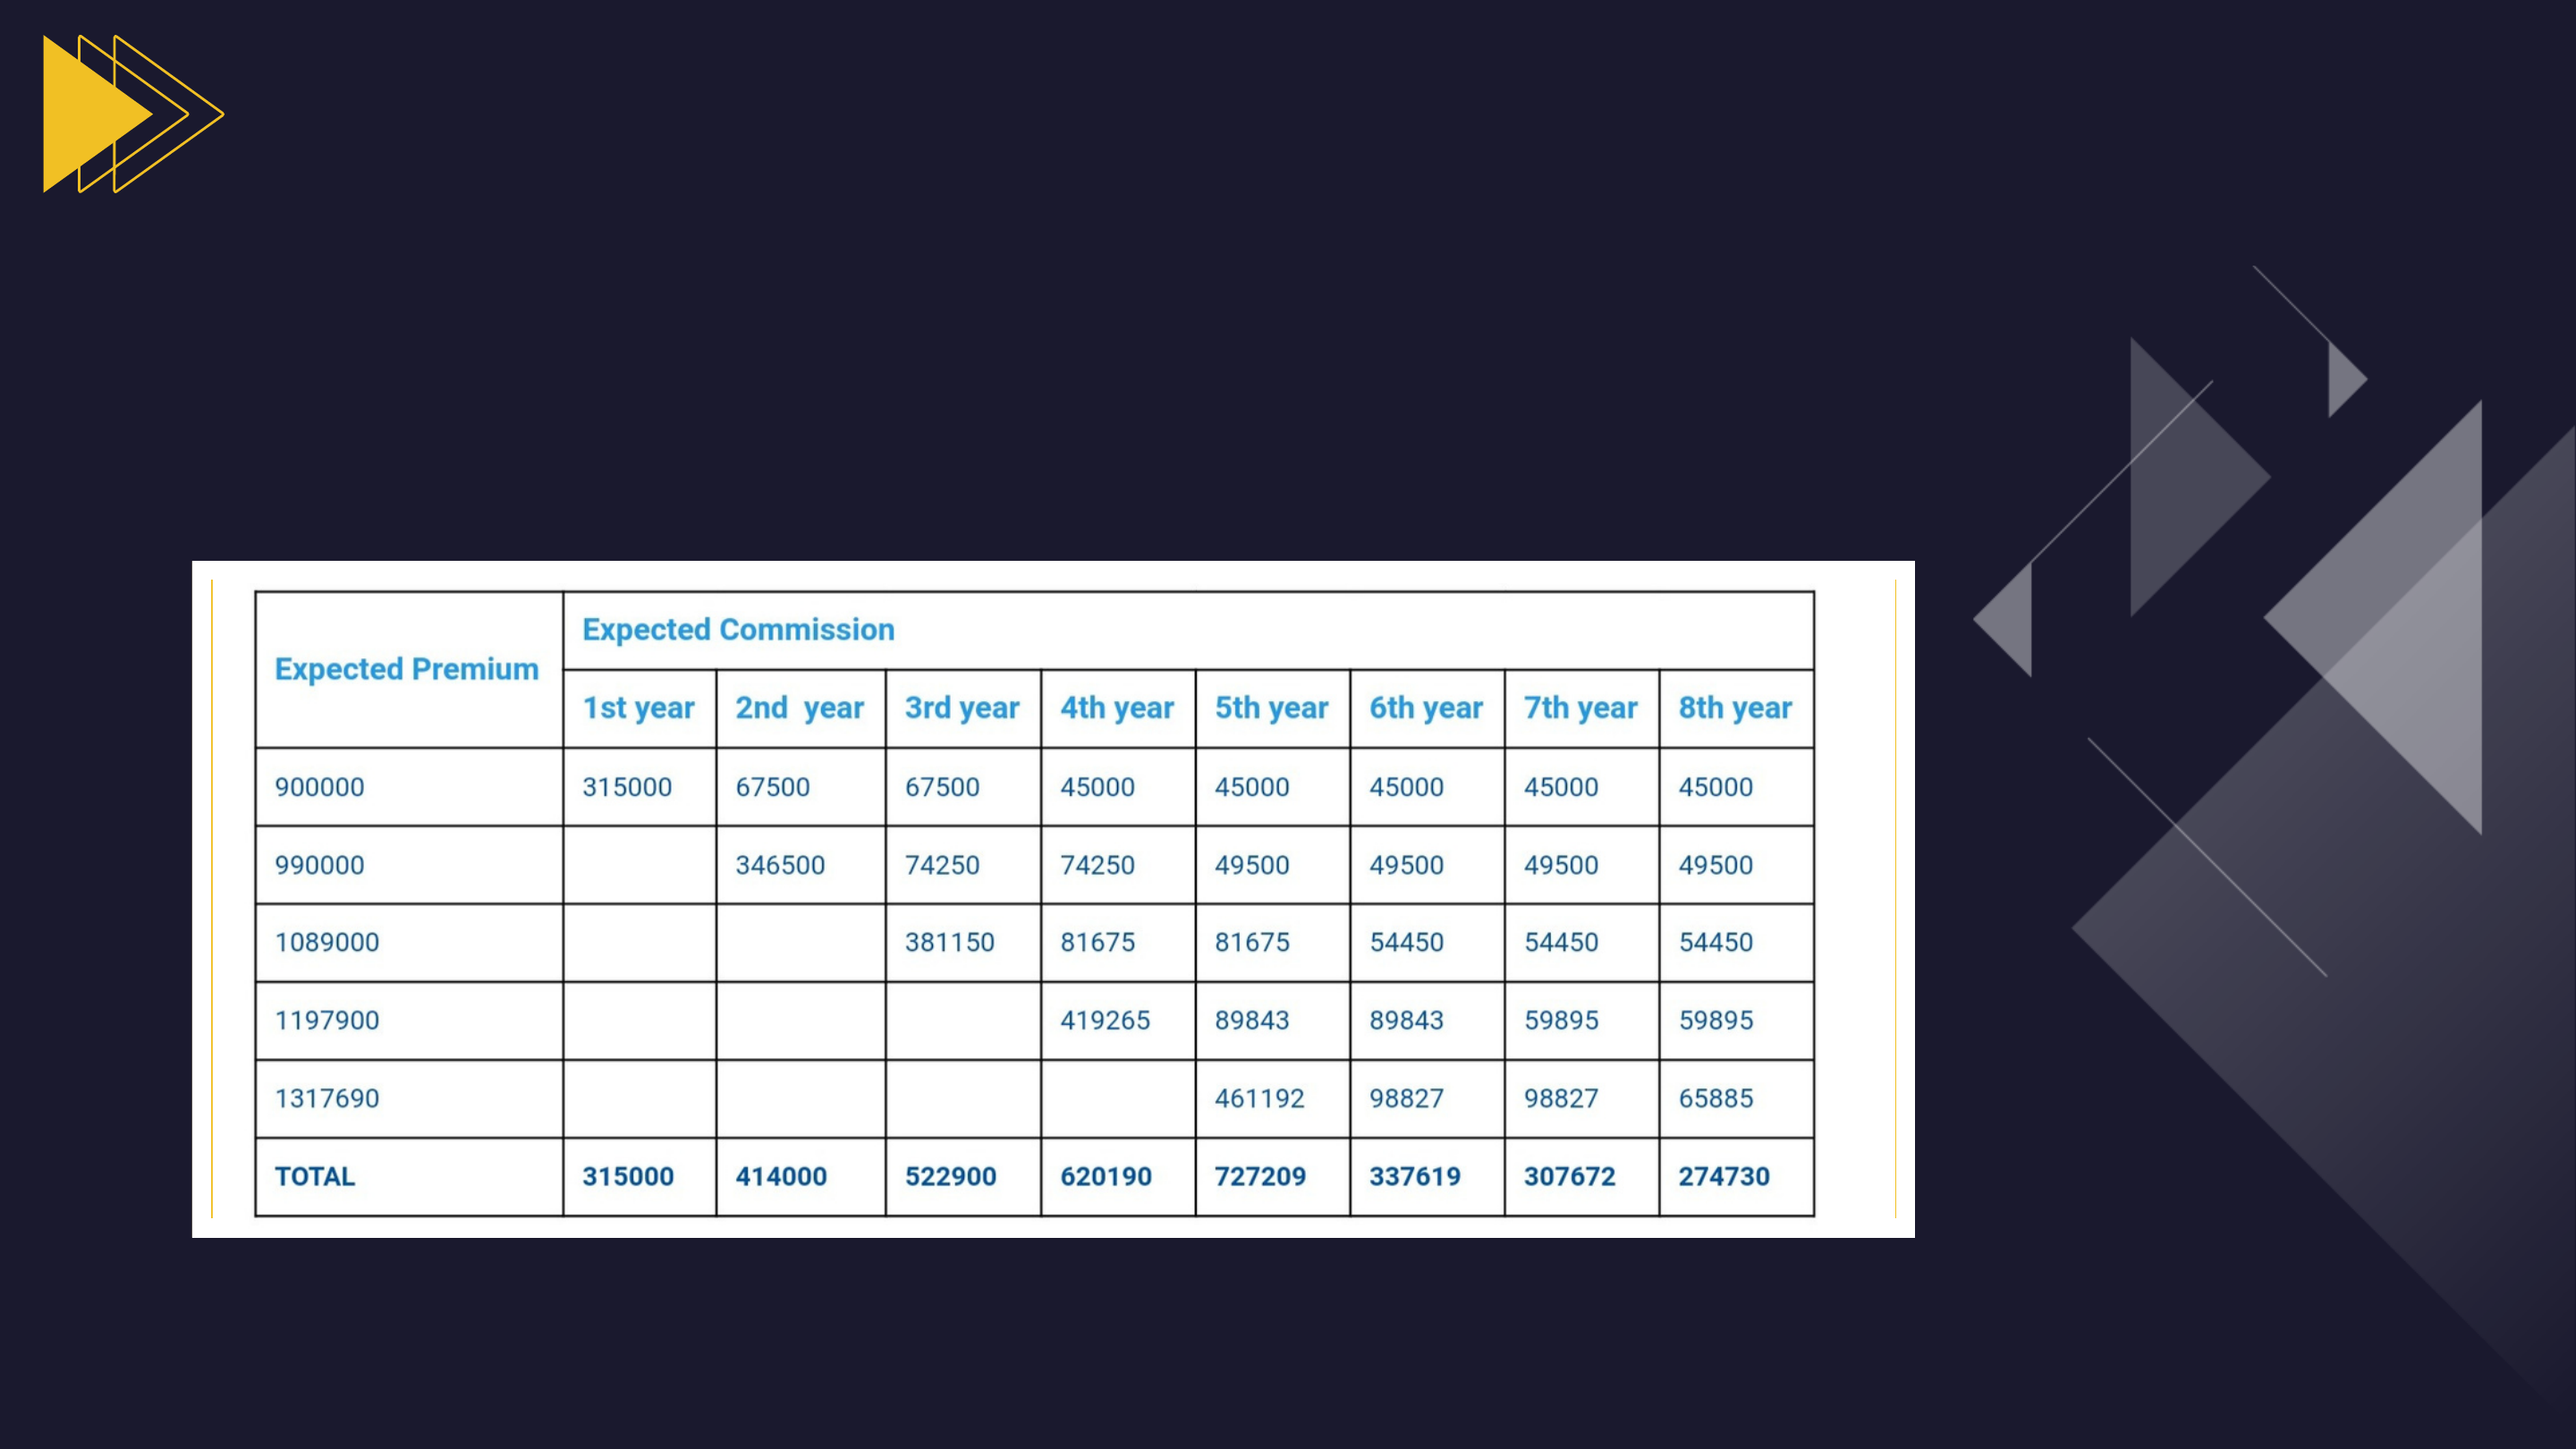 Expected Premium
Expected Commission
1st year 2nd year 3rd year 4th year 5th year 6th year 7th year 8th year
900000 315000 67500 67500 45000 45000 45000 45000 45000
990000 346500 74250 74250 49500 49500 49500 49500
1089000 381150 81675 81675 54450 54450 54450
1197900 419265 89843 89843 59895 59895
1317690 461192 98827 98827 65885
TOTAL 315000 414000 522900 620190 727209 337619 307672 274730